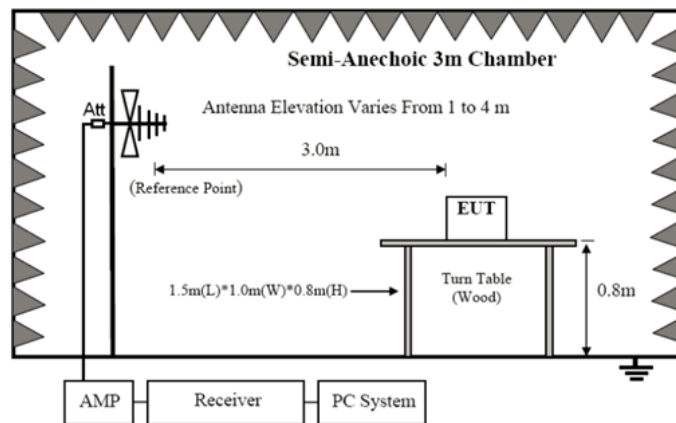 Semi-Anechoic 3m Chamber
Antenna Elevation Varies From 1 to 4 m
Att
3.0m
(Reference Point)
EUT
1.5m(L)*1.0m(W)*0.8m(H)
Turn Table
(Wood)
0.8m
AMP
Receiver
PC System